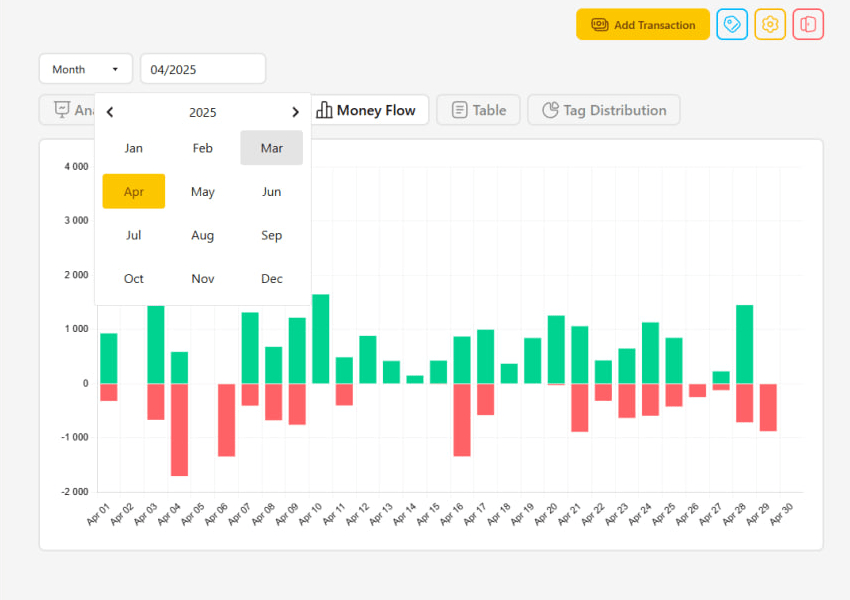 Add Transaction
Month
04/2025
Ana
Money Flow
Table
Tag Distribution
2025
Jan Feb Mar
Apr May Jun
Jul Aug Sep
Oct Nov Dec
4 000
3 000
2 000
1 000
0
-1 000
-2 000
Apr 01 Apr 02 Apr 03 Apr 04 Apr 05 Apr 06 Apr 07 Apr 08 Apr 09 Apr 10 Apr 11 Apr 12 Apr 13 Apr 14 Apr 15 Apr 16 Apr 17 Apr 18 Apr 19 Apr 20 Apr 21 Apr 22 Apr 23 Apr 24 Apr 25 Apr 26 Apr 27 Apr 28 Apr 29 Apr 30